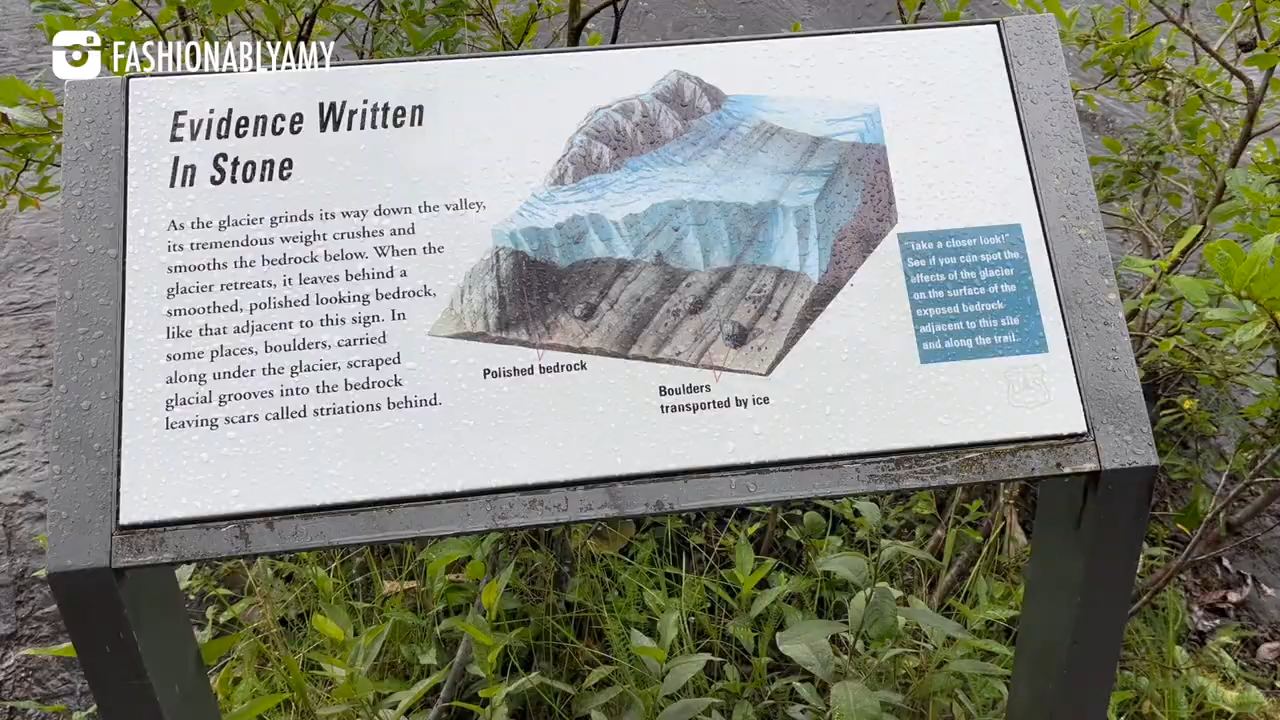 FASHIONABLYAMY
Evidence Written
In Stone
As the glacier grinds its way down the valley,
its tremendous weight crushes and
smooths the bedrock below. When the
glacier retreats, it leaves behind a
smoothed, polished looking bedrock,
like that adjacent to this sign. In
some places, boulders, carried
along under the glacier, scraped
glacial grooves into the bedrock
leaving scars called striations behind.
Polished bedrock
Boulders
transported by ice
"Take a closer look!"
See if you can spot the
effects of the glacier
on the surface of the
exposed bedrock
adjacent to this site
and along the trail.